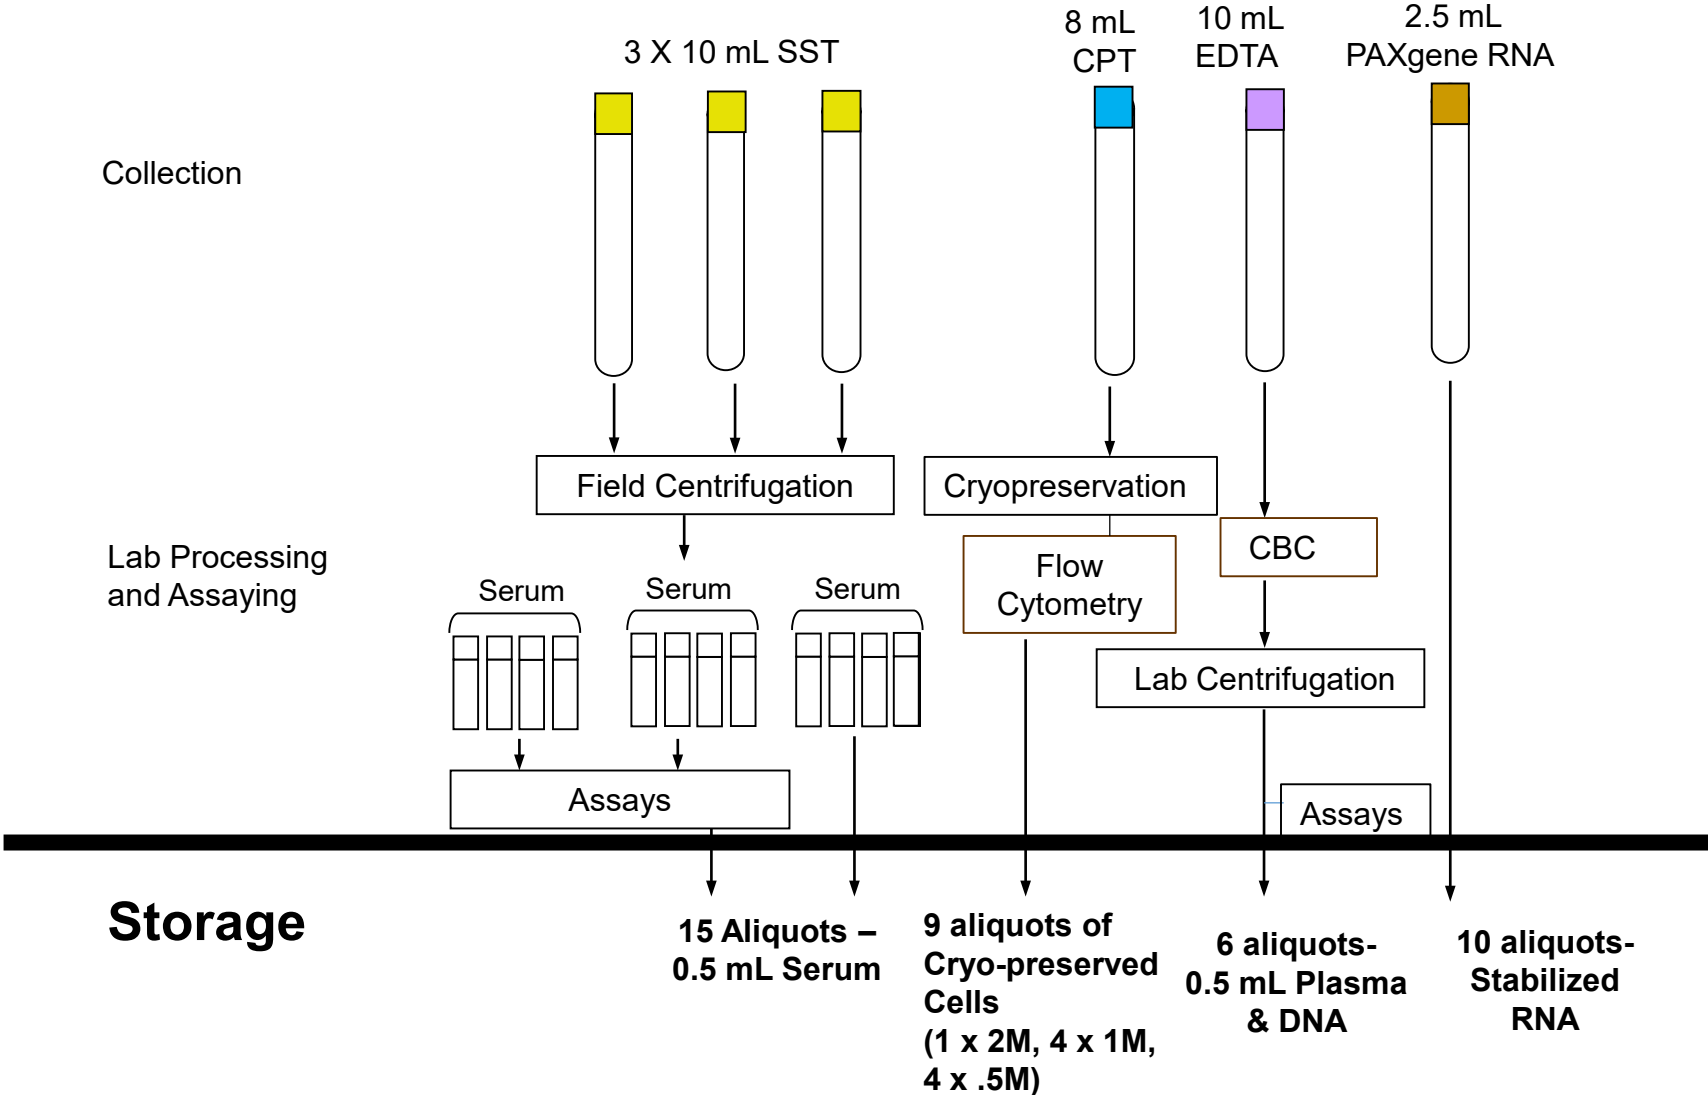 3 X 10 mL SST
8 mL
CPT
10 mL
EDTA
2.5 mL
PAXgene RNA
Collection
Field Centrifugation
Cryopreservation
CBC
Lab Processing
and Assaying
Flow
Cytometry
Serum
Serum
Serum
Lab Centrifugation
Assays
Assays
Storage
15 Aliquots –
0.5 mL Serum
9 aliquots of
Cryo-preserved
Cells
(1 x 2M, 4 x 1M,
4 x .5M)
6 aliquots-
0.5 mL Plasma
& DNA
10 aliquots-
Stabilized
RNA